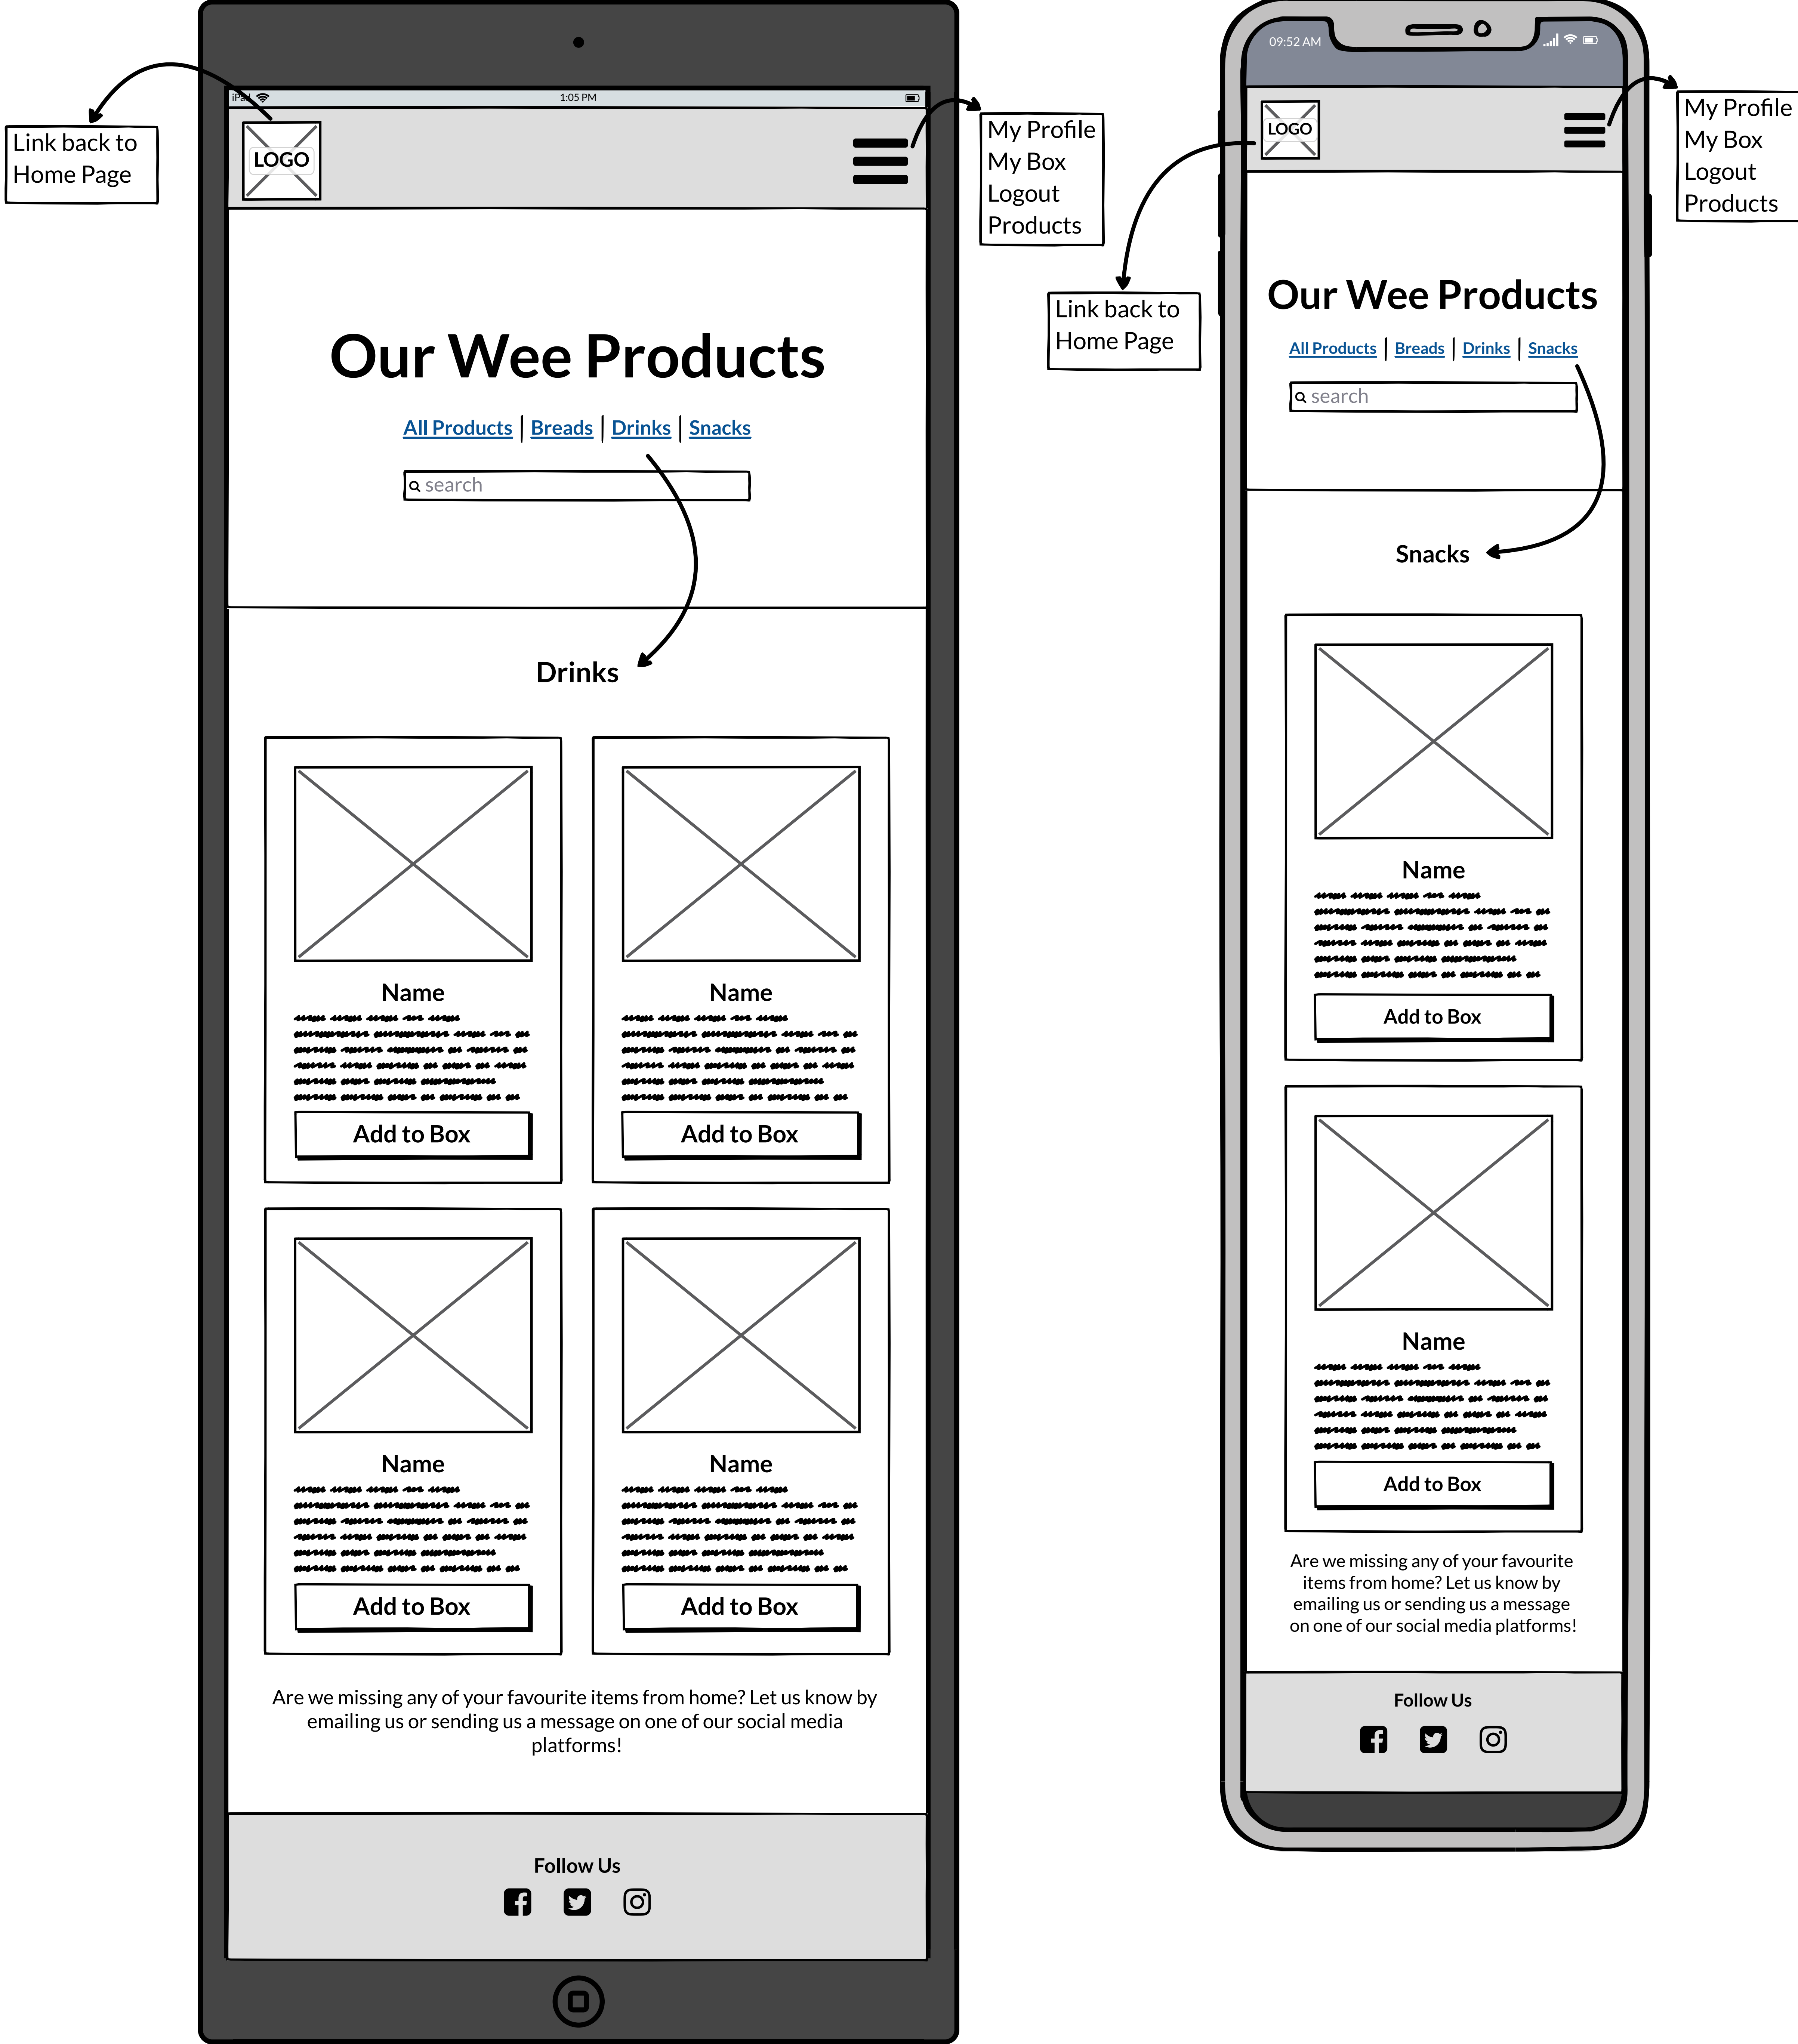 Link back to
Home Page
iPad
1:05 PM
LOGO
My Profile
My Box
Logout
Products
Our Wee Products
All Products | Breads | Drinks | Snacks
search
Drinks
Name
Name
Add to Box
Add to Box
Name
Name
Add to Box
Add to Box
Are we missing any of your favourite items from home? Let us know by
emailing us or sending us a message on one of our social media
platforms!
Follow Us
Link back to
Home Page
09:52 AM
LOGO
My Profile
My Box
Logout
Products
Our Wee Products
All Products | Breads | Drinks | Snacks
search
Snacks
Name
Add to Box
Name
Add to Box
Are we missing any of your favourite
items from home? Let us know by
emailing us or sending us a message
on one of our social media platforms!
Follow Us